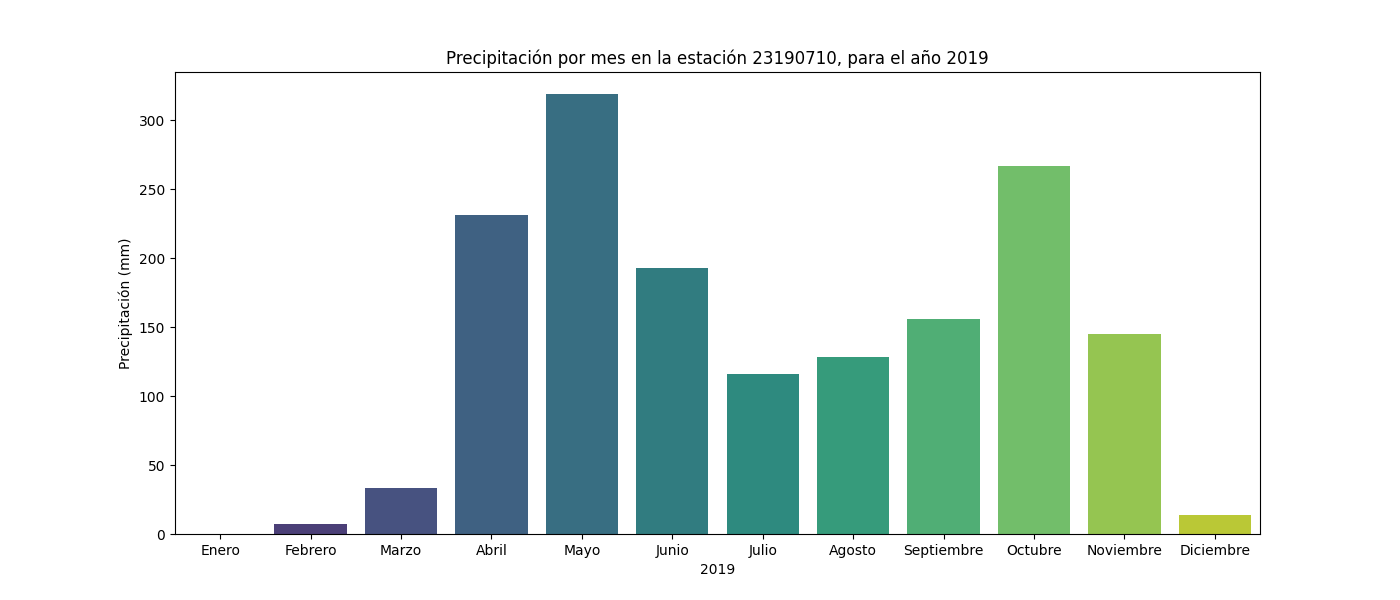 Precipitación por mes en la estación 23190710, para el año 2019
Precipitación (mm)
300
250
200
150
100
50
0
Enero Febrero Marzo Abril Mayo Junio Julio Agosto Septiembre Octubre Noviembre Diciembre
2019